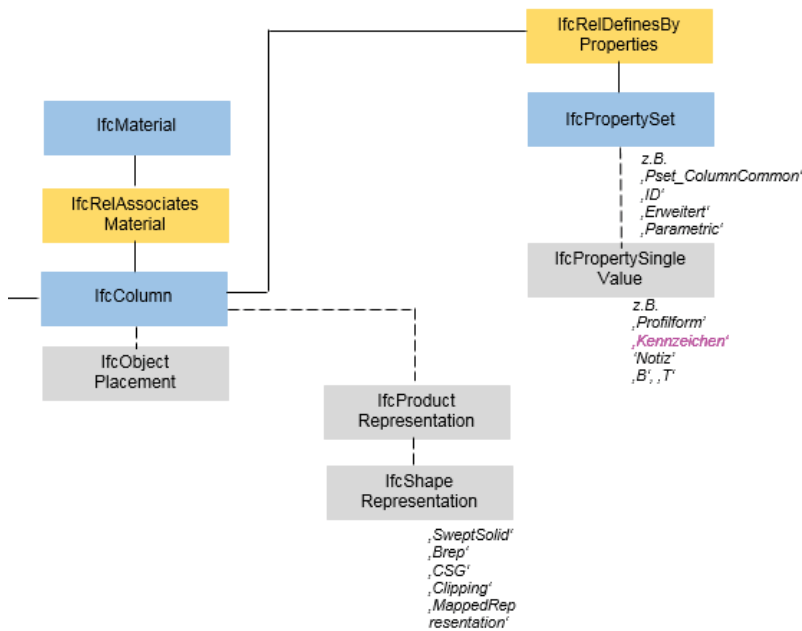 IfcRelDefinesBy
Properties
IfcMaterial
IfcPropertySet
z.B.
‚Pset_ColumnCommon‘
‚ID‘
‚Erweitert‘
‚Parametric‘
IfcRelAssociates
Material
IfcPropertySingle
Value
IfcColumn
z.B.
‚Profilform‘
‚Kennzeichen‘
‘Notiz’
‚B‘, ‚T‘
IfcObject
Placement
IfcProduct
Representation
IfcShape
Representation
‚SweptSolid‘
‚Brep‘
‚CSG‘
‚Clipping‘
‚MappedRep
resentation‘